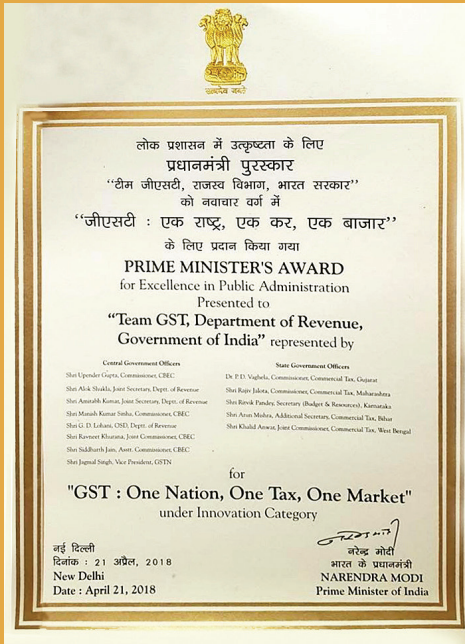 सत्यमेव जयते
लोक प्रशासन में उत्कृष्टता के लिए
प्रधानमंत्री पुरस्कार
‘‘टीम जीएसटी, राजस्व विभाग, भारत सरकार’’
को नवाचार वर्ग में
‘‘जीएसटी : एक राष्ट्र, एक कर, एक बाजार’’
के लिए प्रदान किया गया
PRIME MINISTER'S AWARD
for Excellence in Public Administration
Presented to
“Team GST, Department of Revenue,
Government of India” represented by
Central Government Officers
Shri Upender Gupta, Commissioner, CBEC
Shri Alok Shukla, Joint Secretary, Deptt. of Revenue
Shri Amitabh Kumar, Joint Secretary, Deptt. of Revenue
Shri Manish Kumar Sinha, Commissioner, CBEC
Shri G. D. Lohani, OSD, Deptt. of Revenue
Shri Ravneet Khurana, Joint Commissioner, CBEC
Shri Siddharth Jain, Asstt. Commissioner, CBEC
Shri Jagmal Singh, Vice President, GSTN
State Government Officers
Dr. P.D. Vaghela, Commissioner, Commercial Tax, Gujarat
Shri Rajiv Jalota, Commissioner, Commercial Tax, Maharashtra
Shri Ritvik Pandey, Secretary (Budget & Resources), Karnataka
Shri Arun Mishra, Additional Secretary, Commercial Tax, Bihar
Shri Khalid Anwar, Joint Commissioner, Commercial Tax, West Bengal
for
"GST : One Nation, One Tax, One Market"
under Innovation Category
नई दिल्ली
दिनांक : 21 अप्रैल, 2018
New Delhi
Date : April 21, 2018
नरेन्द्र मोदी
भारत के प्रधानमंत्री
NARENDRA MODI
Prime Minister of India